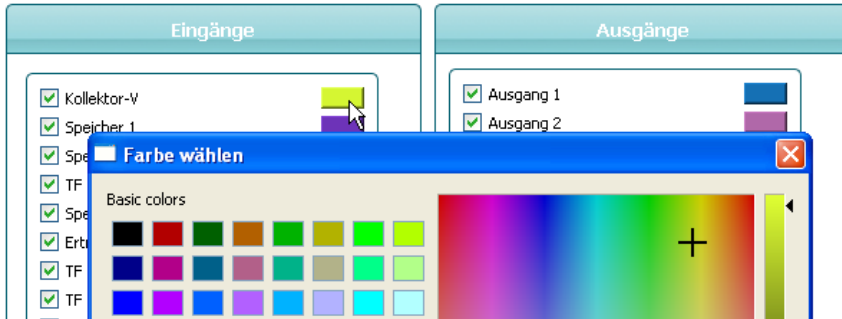 Eingänge
Ausgänge
Kollektor-V
Speicher 1
TF
TF
TF
Ausgang 1
Ausgang 2
Farbe wählen
Basic colors